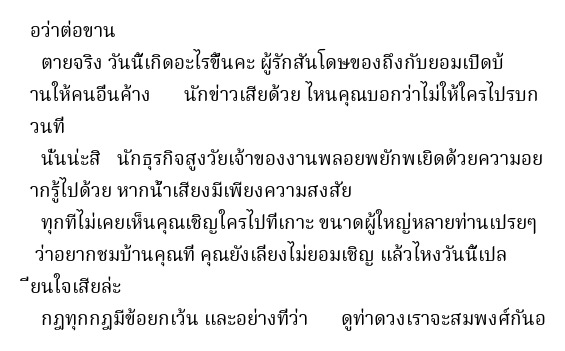 อว่าต่อขาน
ตายจริง วันนี้เกิดอะไรขึ้นคะ ผู้รักสันโดษของถึงกับยอมเปิดบ้
านให้คนอื่นค้าง นักข่าวเสียด้วย ไหนคุณบอกว่าไม่ให้ใครไปรบก
วนที่
นั่นน่ะสิ นักธุรกิจสูงวัยเจ้าของงานพลอยพยักพเยิดด้วยความอย
ากรู้ไปด้วย หากน้ำเสียงมีเพียงความสงสัย
ทุกทีไม่เคยเห็นคุณเชิญใครไปที่เกาะ ขนาดผู้ใหญ่หลายท่านเปรยๆ
ว่าอยากชมบ้านคุณที่ คุณยังเลี่ยงไม่ยอมเชิญ แล้วไหงวันนี้เปล
ี่ยนใจเสียล่ะ
กฎทุกกฎมีข้อยกเว้น และอย่างที่ว่า ดูท่าดวงเราจะสมพงศ์กันอ